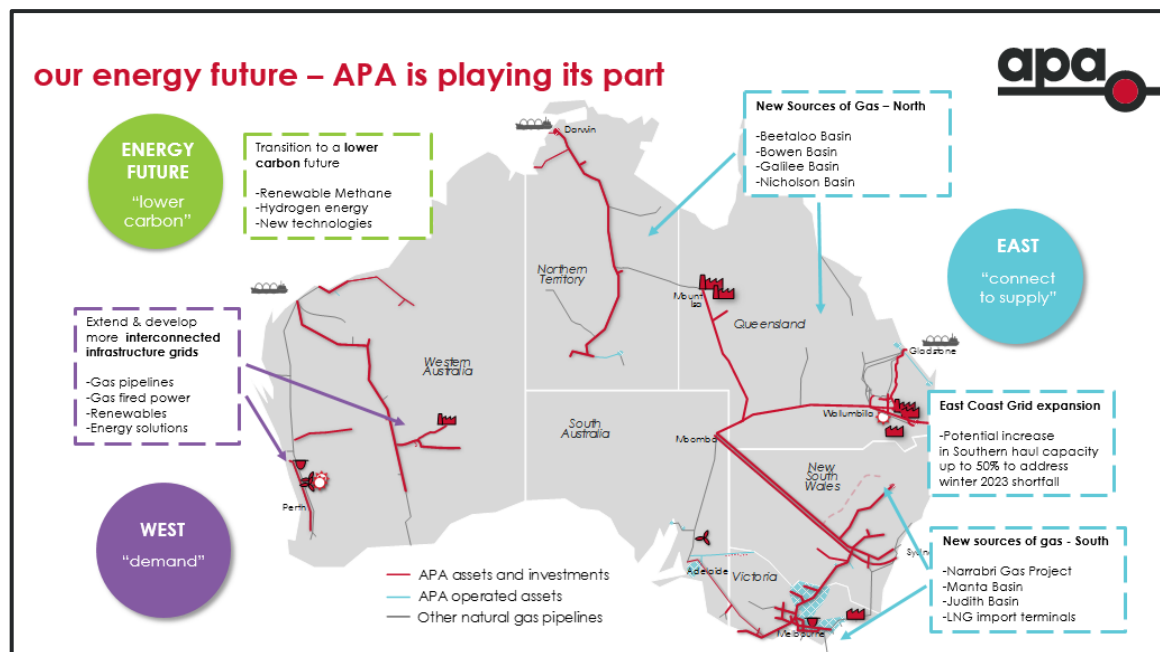 our energy future – APA is playing its part
apa
ENERGY
FUTURE
“lower
carbon”
Transition to a lower
carbon future
-Renewable Methane
-Hydrogen energy
-New technologies
New Sources of Gas – North
-Beetaloo Basin
-Bowen Basin
-Galilee Basin
-Nicholson Basin
EAST
“connect
to supply”
Extend & develop
more interconnected
infrastructure grids
-Gas pipelines
-Gas fired power
-Renewables
-Energy solutions
WEST
“demand”
East Coast Grid expansion
-Potential increase
in Southern haul capacity
up to 50% to address
winter 2023 shortfall
New sources of gas - South
-Narrabri Gas Project
-Manta Basin
-Judith Basin
-LNG import terminals
Darwin
Northern
Territory
Mount
Isa
Queensland
Gladstone
Western
Australia
Wallumbilla
South
Australia
Moomba
New
South
Wales
Perth
Adelaide
Victoria
Melbourne
APA assets and investments
APA operated assets
Other natural gas pipelines